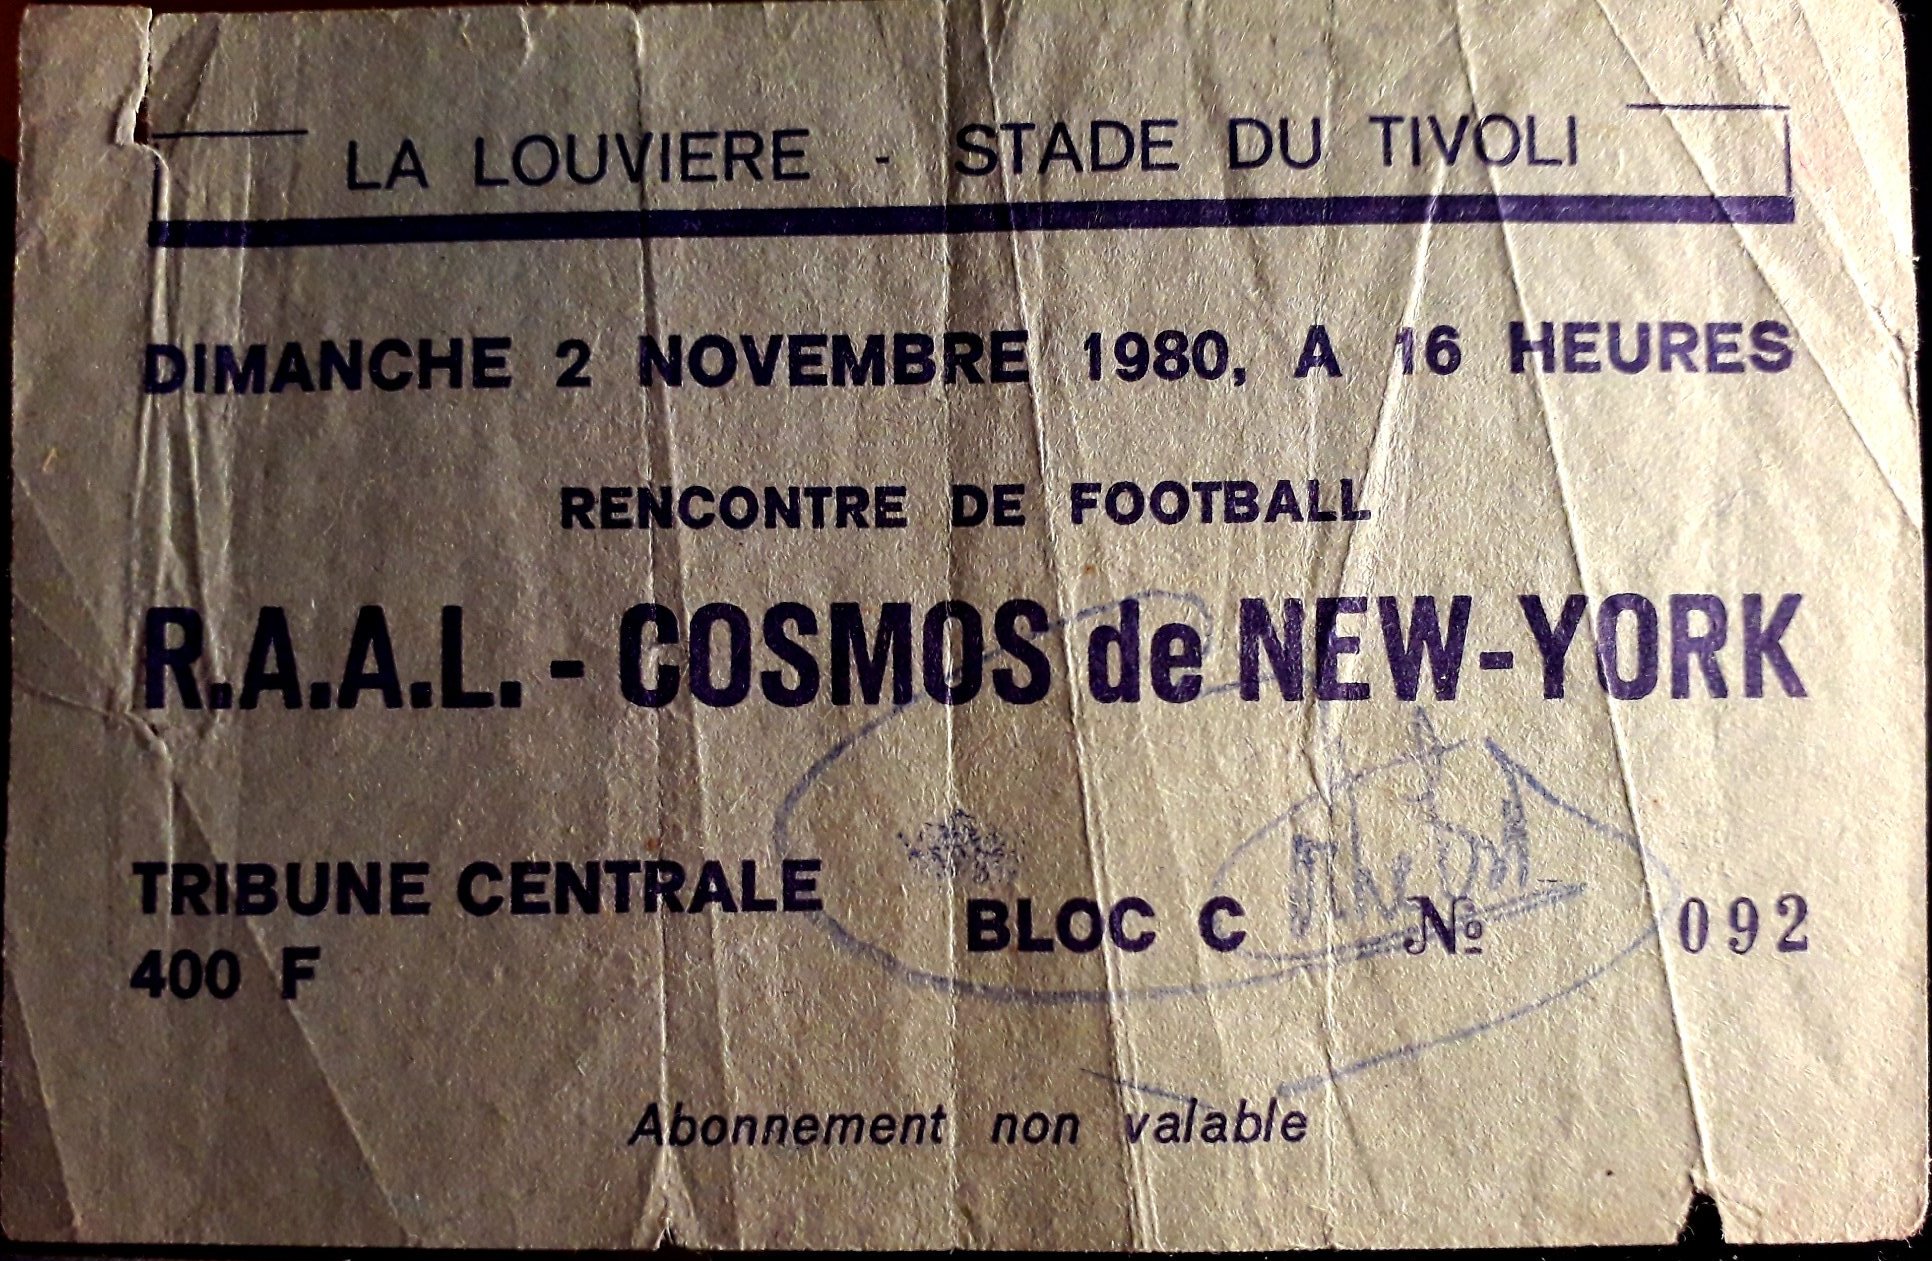 LA LOUVIERE - STADE DU TIVOLI
DIMANCHE 2 NOVEMBRE 1980, A 16 HEURES
RENCONTRE DE FOOTBALL
R.A.A.L. - COSMOS de NEW-YORK
TRIBUNE CENTRALE
400 F
BLOC C № 092
Abonnement non valable